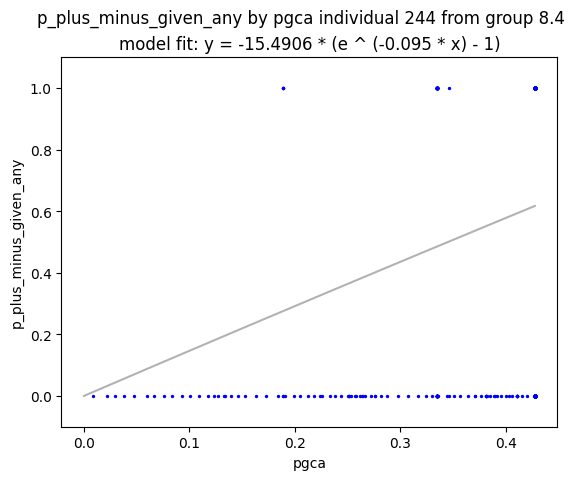 p_plus_minus_given_any by pgca individual 244 from group 8.4
model fit: y = -15.4906 * (e ^ (-0.095 * x) - 1)
1.0
0.8
0.6
0.4
0.2
0.0
p_plus_minus_given_any
0.0 0.1 0.2 0.3 0.4
pgca